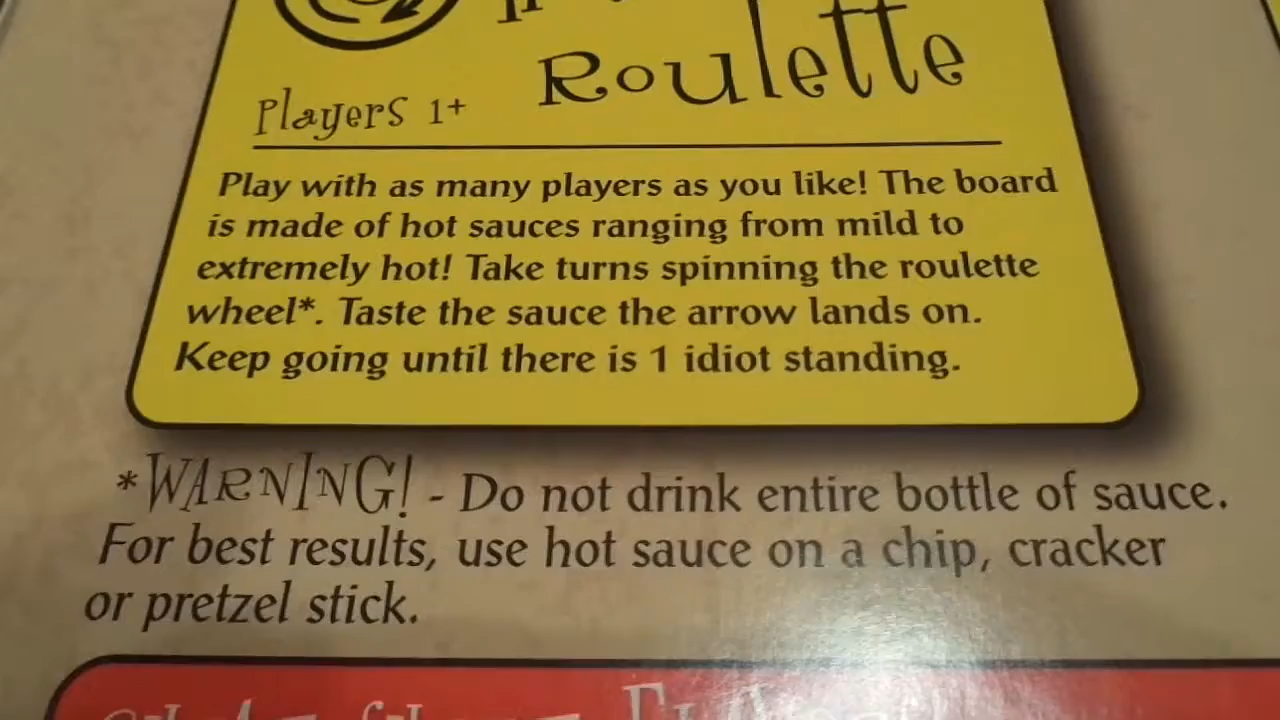 Roulette
Players 1+
Play with as many players as you like! The board
is made of hot sauces ranging from mild to
extremely hot! Take turns spinning the roulette
wheel*. Taste the sauce the arrow lands on.
Keep going until there is 1 idiot standing.
*WARNING! - Do not drink entire bottle of sauce.
For best results, use hot sauce on a chip, cracker
or pretzel stick.